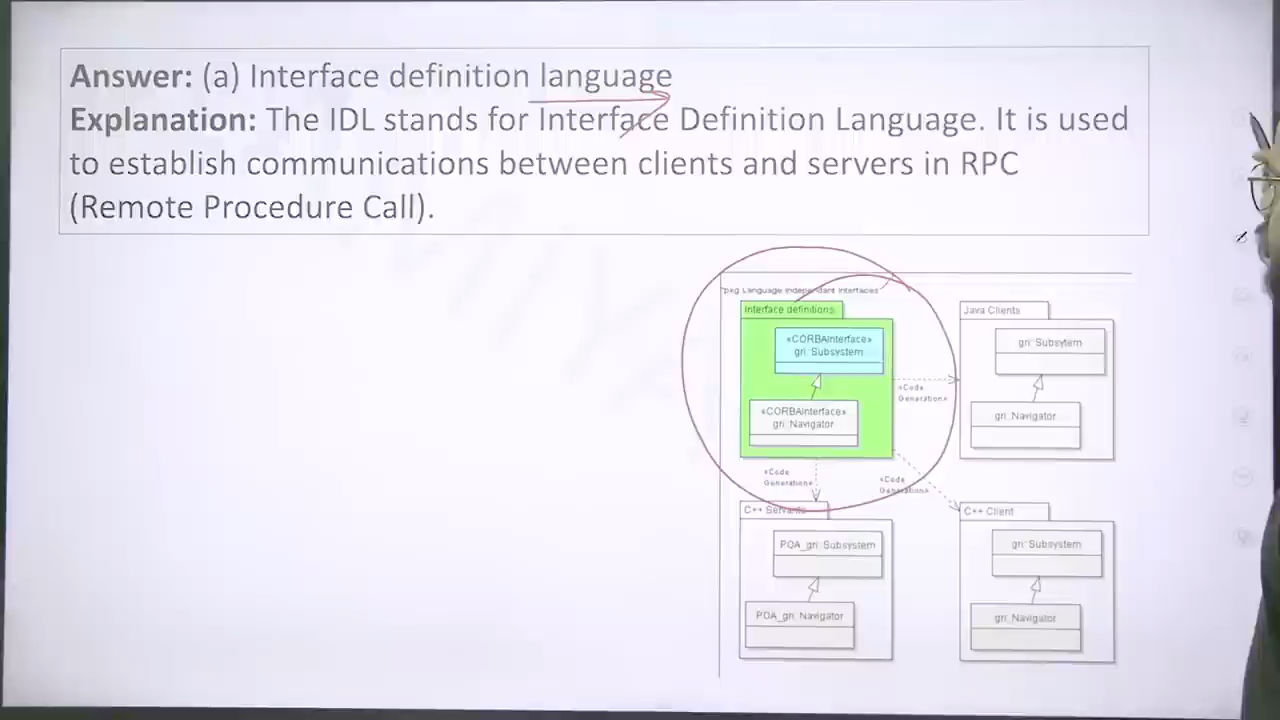 Answer: (a) Interface definition language
Explanation: The IDL stands for Interface Definition Language. It is used
to establish communications between clients and servers in RPC
(Remote Procedure Call).
pkg Language Independant Interfaces
Interface definitions
«CORBAInterface»
gri::Subsystem
«CORBAInterface»
gri::Navigator
«Code
Generation»
Java Clients
gri::Subsytem
gri::Navigator
«Code
Generation»
«Code
Generation»
C++ Servants
POA_gri::Subsystem
POA_gri::Navigator
C++ Client
gri::Subsystem
gri::Navigator